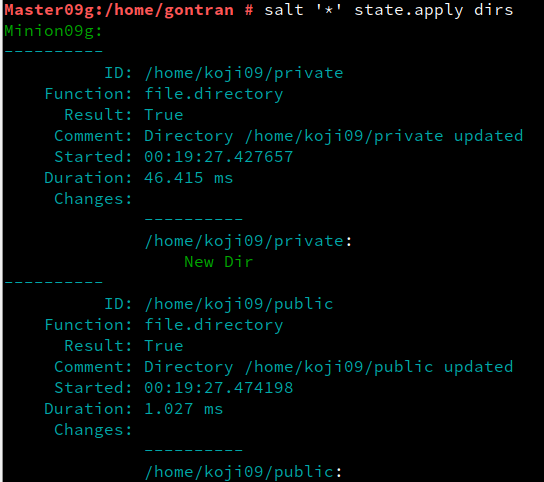 Master09g:/home/gontran # salt '*' state.apply dirs
Minion09g:
----------
          ID: /home/koji09/private
    Function: file.directory
      Result: True
     Comment: Directory /home/koji09/private updated
     Started: 00:19:27.427657
    Duration: 46.415 ms
     Changes:
              ----------
              /home/koji09/private:
                  New Dir
----------
          ID: /home/koji09/public
    Function: file.directory
      Result: True
     Comment: Directory /home/koji09/public updated
     Started: 00:19:27.474198
    Duration: 1.027 ms
     Changes:
              ----------
              /home/koji09/public: